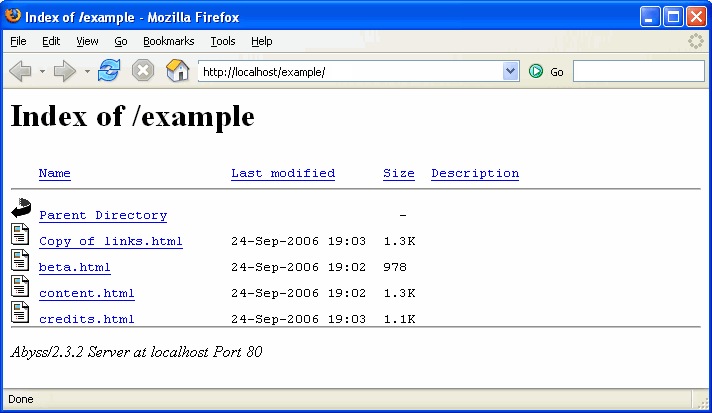 Index of /example - Mozilla Firefox
File Edit View Go Bookmarks Tools Help
http://localhost/example/ Go
Index of /example
Name Last modified Size Description
Parent Directory -
Copy of links.html 24-Sep-2006 19:03 1.3K
beta.html 24-Sep-2006 19:02 978
content.html 24-Sep-2006 19:02 1.3K
credits.html 24-Sep-2006 19:03 1.1K
Abyss/2.3.2 Server at localhost Port 80
Done